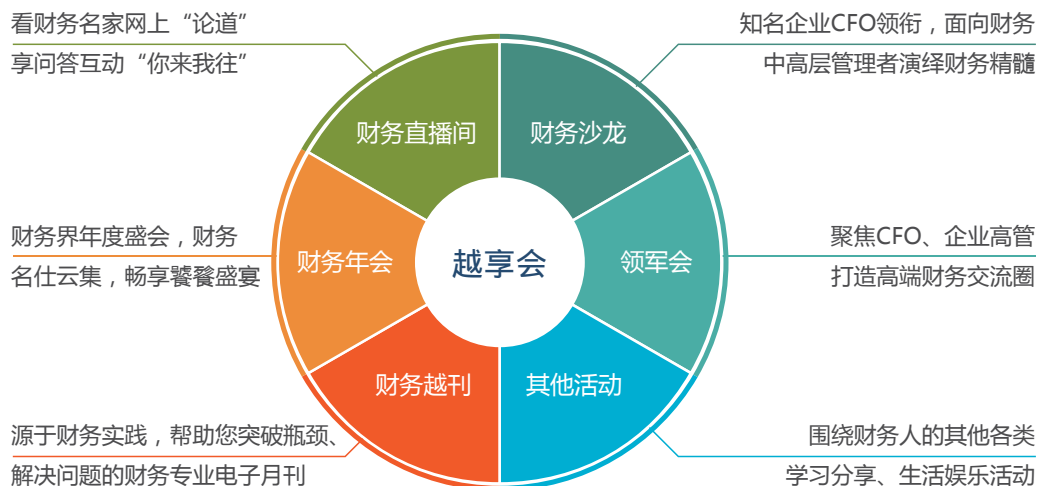 看财务名家网上“论道”
享问答互动“你来我往”
知名企业CFO领衔，面向财务
中高层管理者演绎财务精髓
财务直播间
财务沙龙
财务界年度盛会，财务
名仕云集，畅享饕餮盛宴
财务年会
越享会
领军会
聚焦CFO、企业高管
打造高端财务交流圈
财务越刊
其他活动
源于财务实践，帮助您突破瓶颈、
解决问题的财务专业电子月刊
围绕财务人的其他各类
学习分享、生活娱乐活动